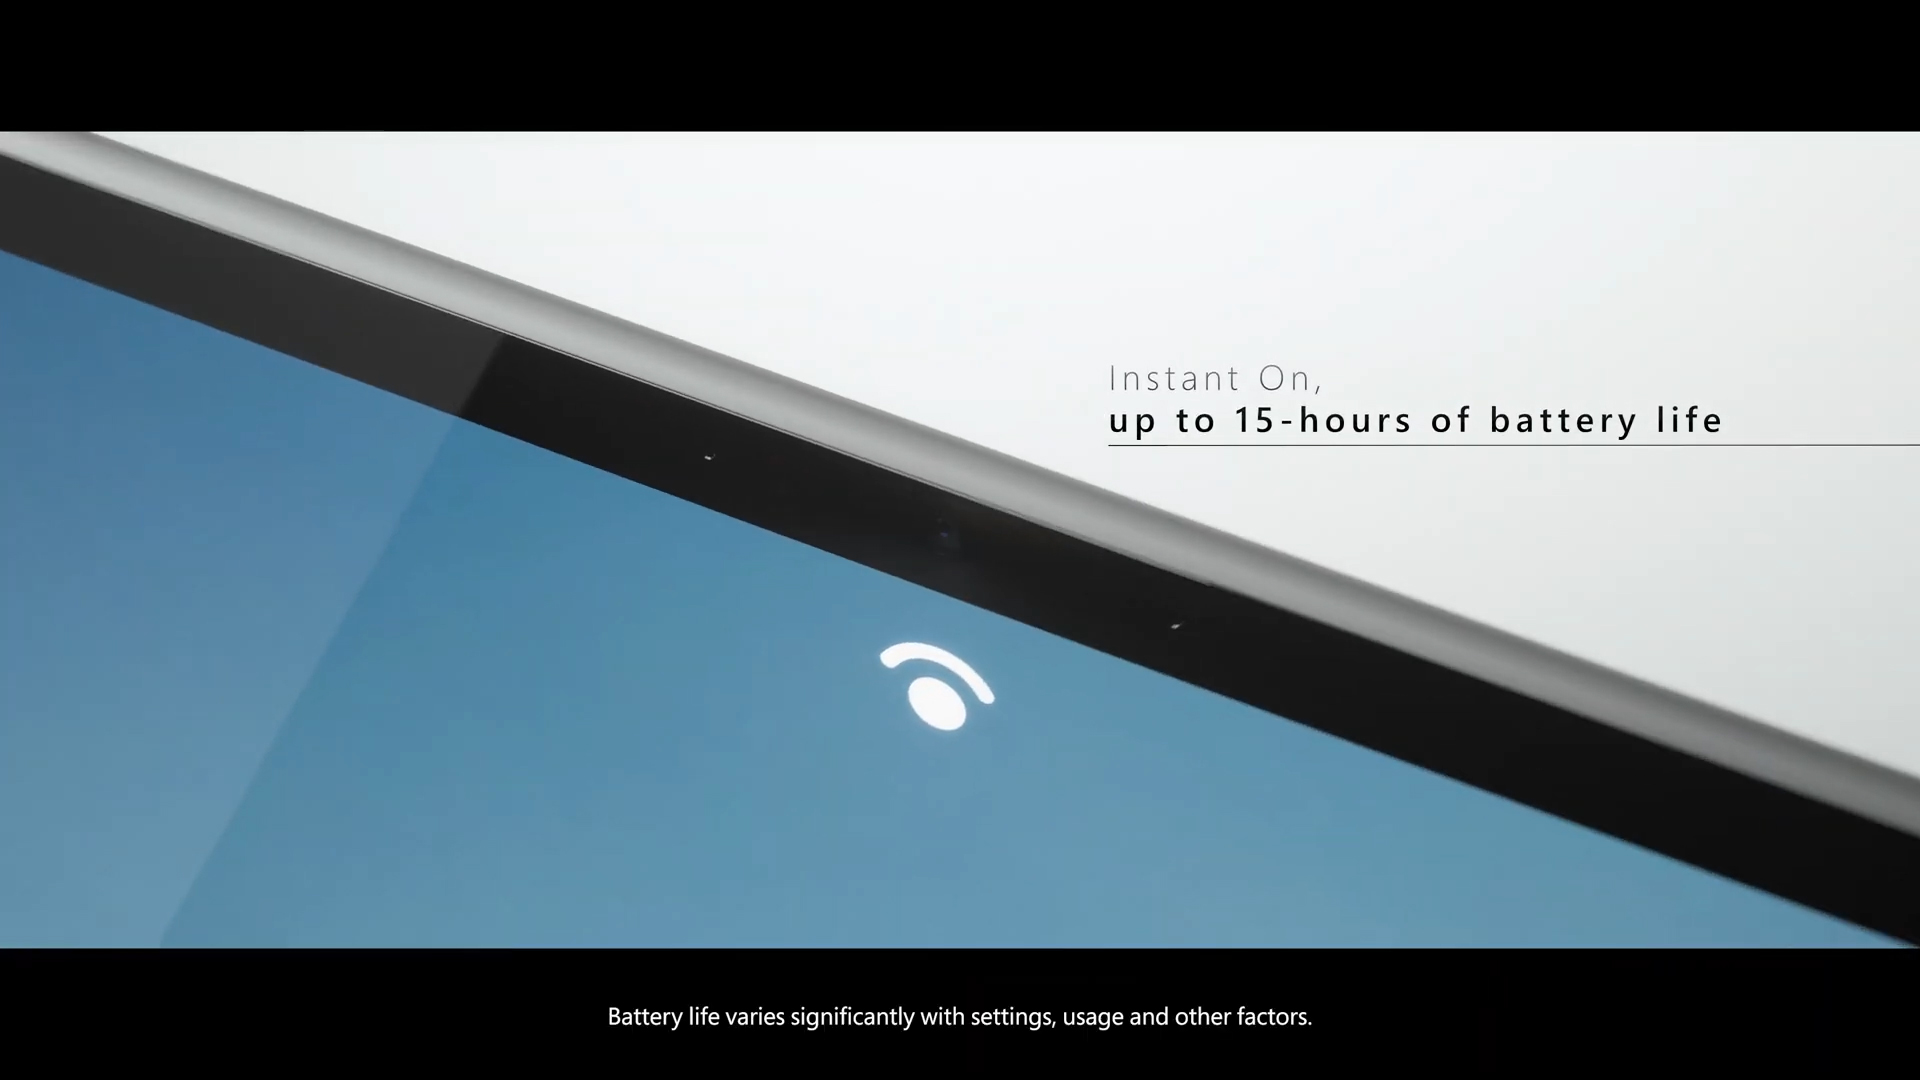 Instant On,
up to 15-hours of battery life
Battery life varies significantly with settings, usage and other factors.